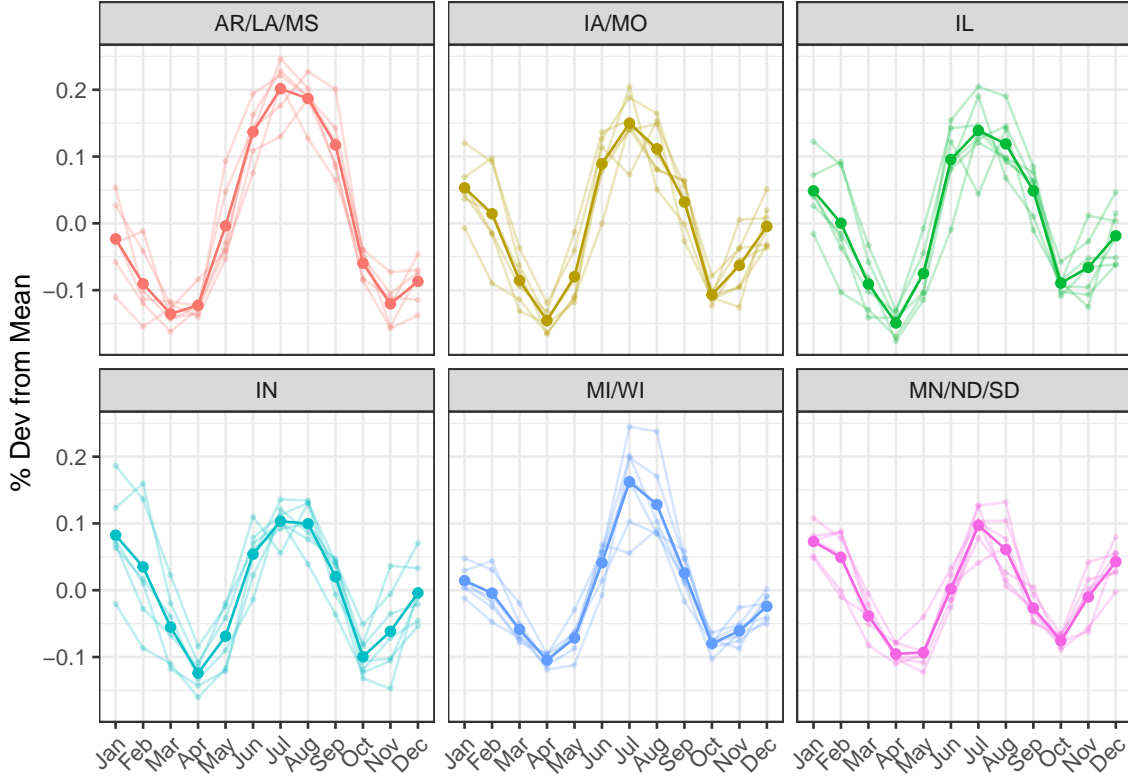 AR/LA/MS
IA/MO
IL
0.2
0.1
0.0
−0.1
IN
MI/WI
MN/ND/SD
0.2
0.1
0.0
−0.1
% Dev from Mean
Jan Feb Mar Apr May Jun Jul Aug Sep Oct Nov Dec
Jan Feb Mar Apr May Jun Jul Aug Sep Oct Nov Dec
Jan Feb Mar Apr May Jun Jul Aug Sep Oct Nov Dec